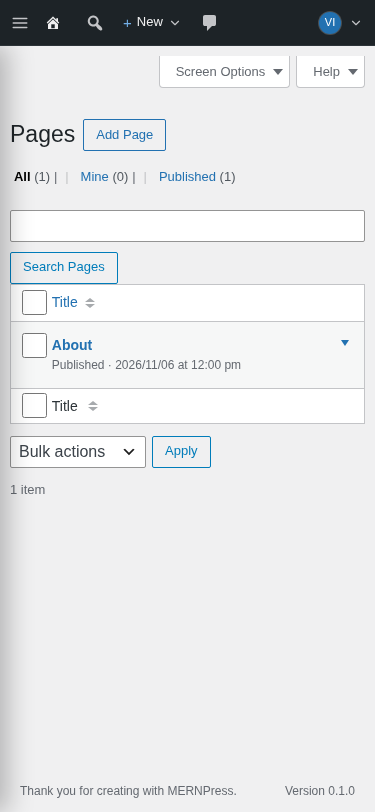 + New VI
Screen Options Help
Pages Add Page
All (1) | | Mine (0) | | Published (1)
Search Pages
Title
About
Published · 2026/11/06 at 12:00 pm
Title
Bulk actions Apply
1 item
Thank you for creating with MERNPress. Version 0.1.0